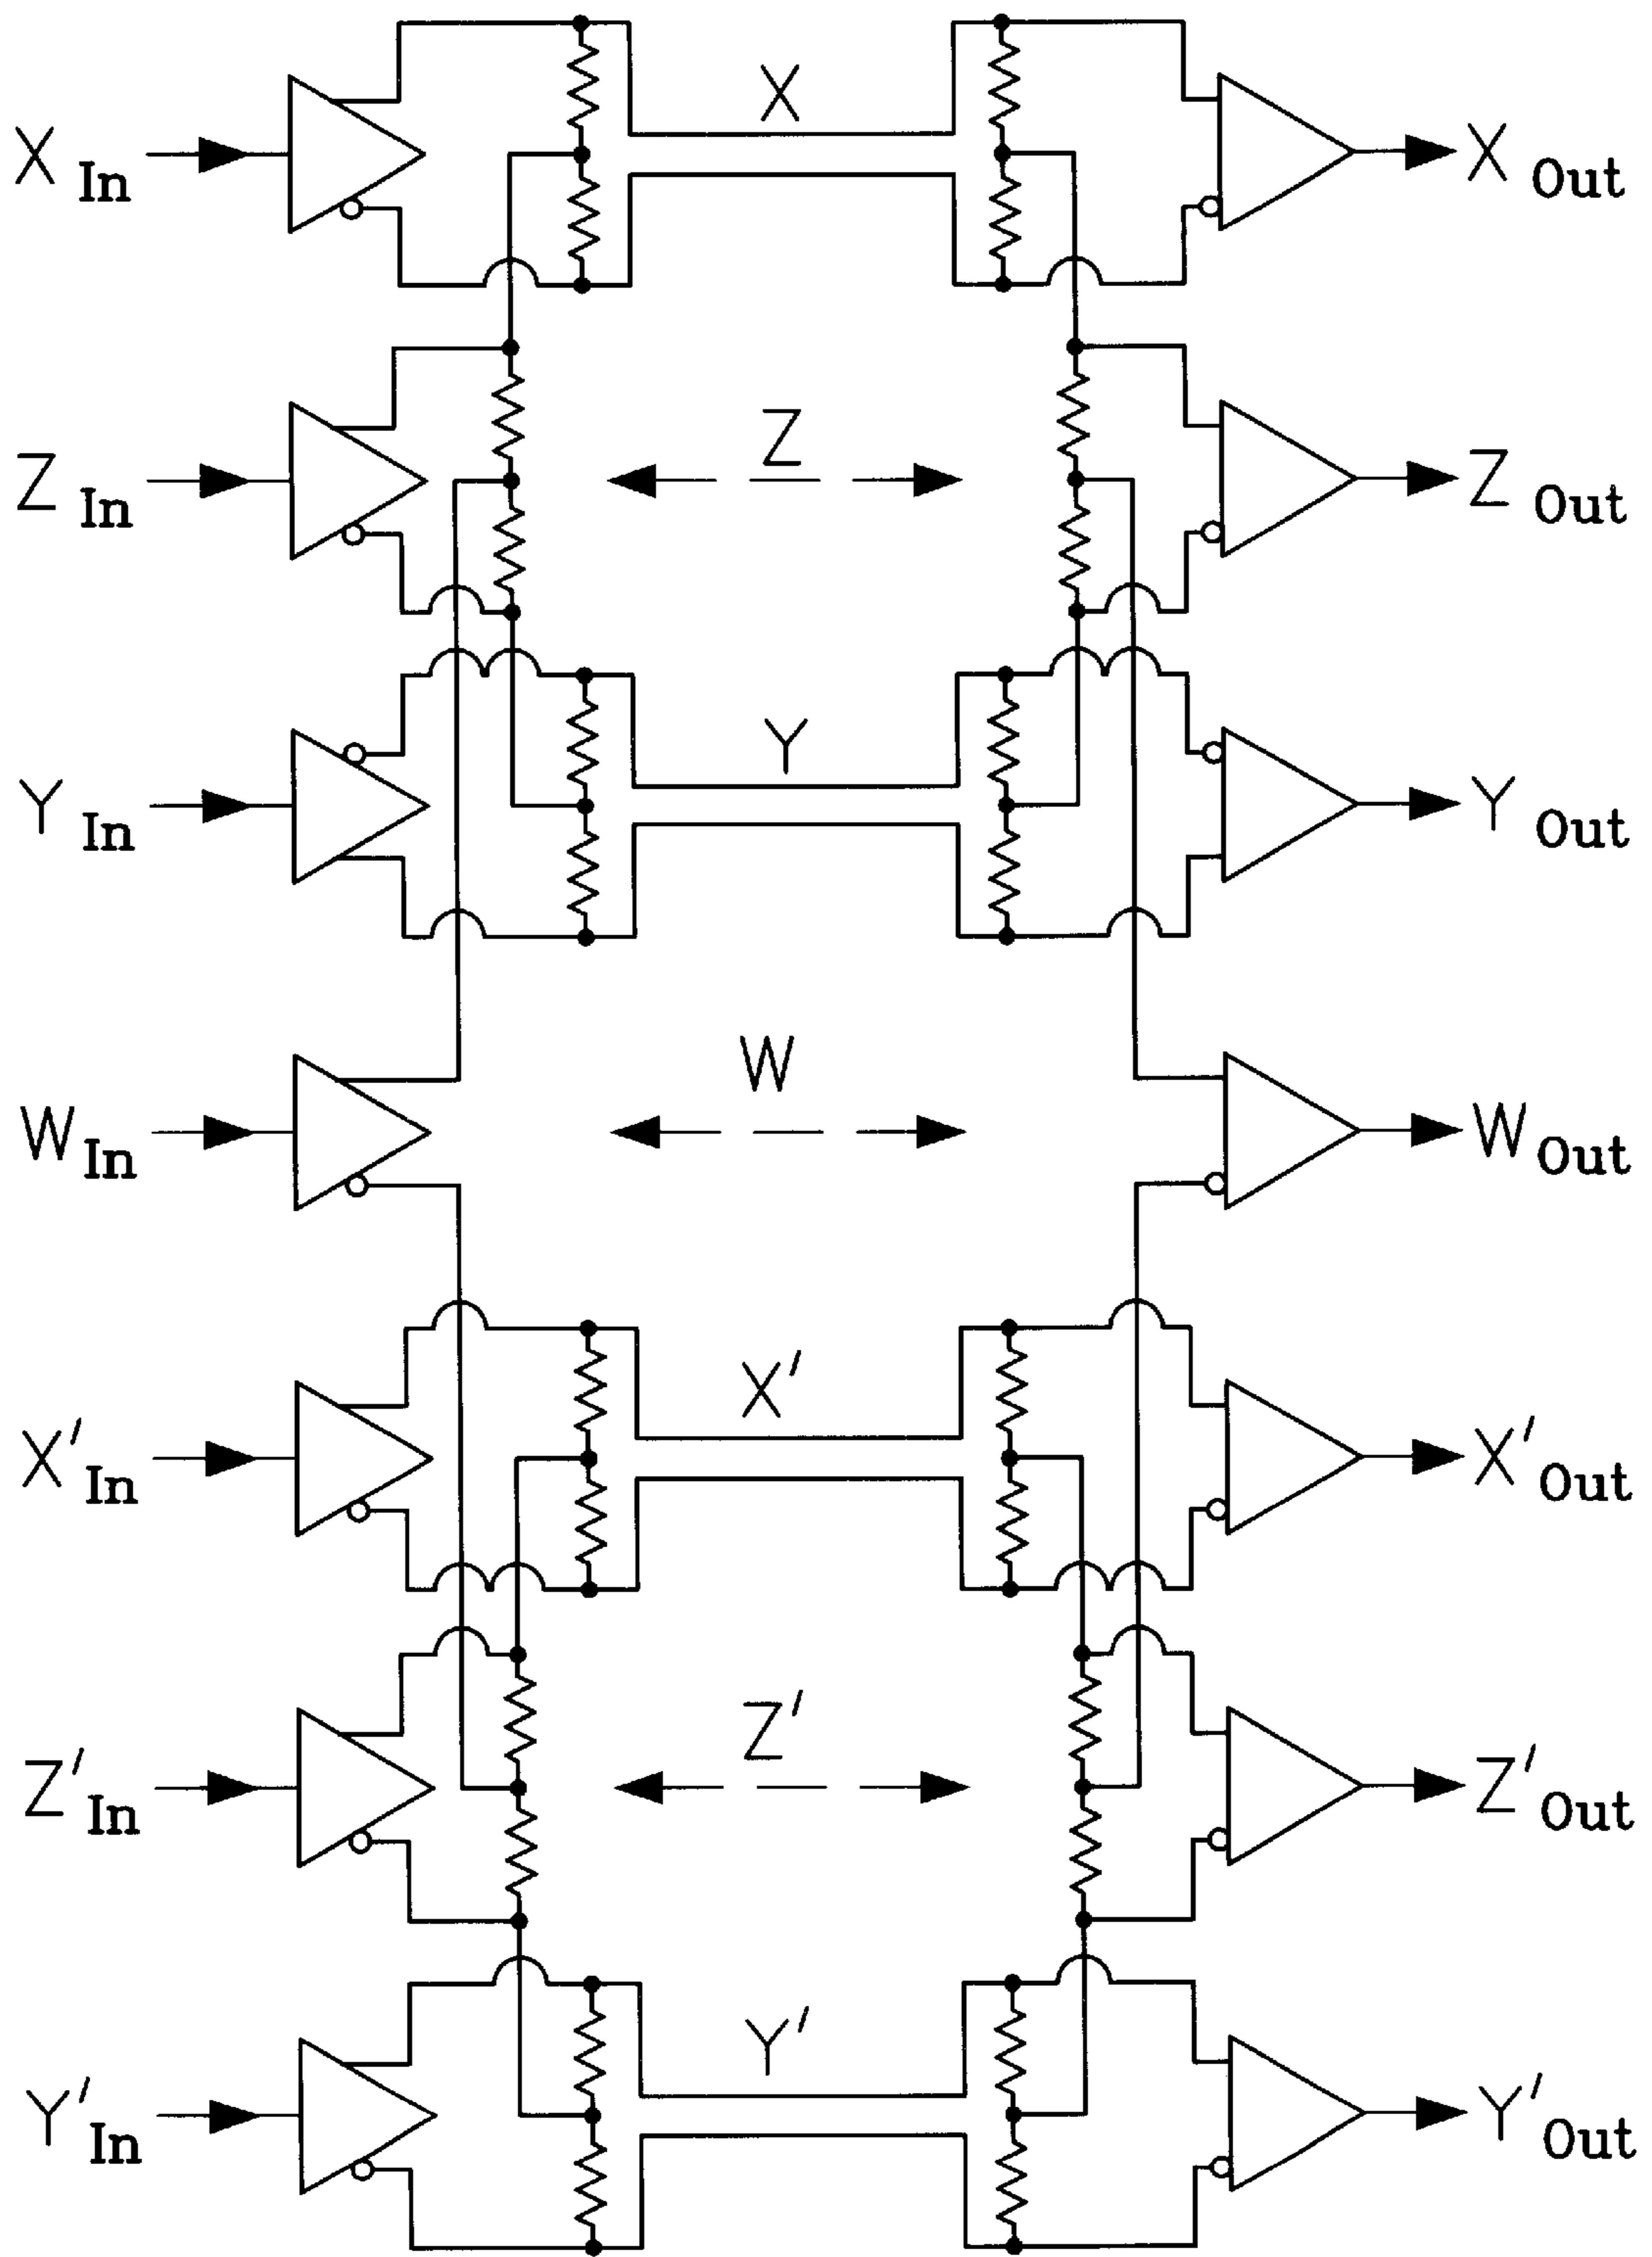 X In X X Out
Z In Z Z Out
Y In Y Y Out
W In W W Out
X' In X' X' Out
Z' In Z' Z' Out
Y' In Y' Y' Out